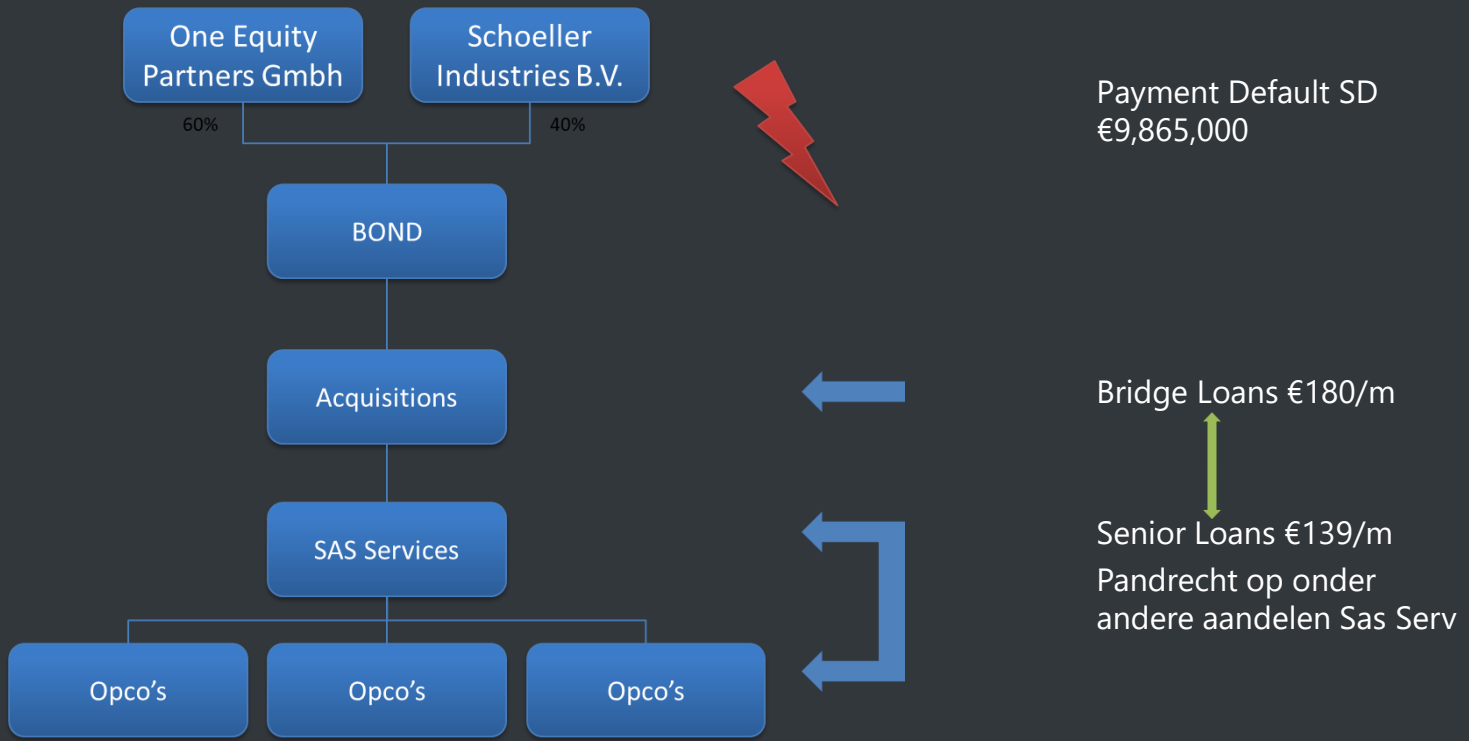 One Equity
Partners Gmbh
Schoeller
Industries B.V.
Payment Default SD
€9,865,000
60%
40%
BOND
Acquisitions
Bridge Loans €180/m
SAS Services
Senior Loans €139/m
Pandrecht op onder
andere aandelen Sas Serv
Opco’s
Opco’s
Opco’s